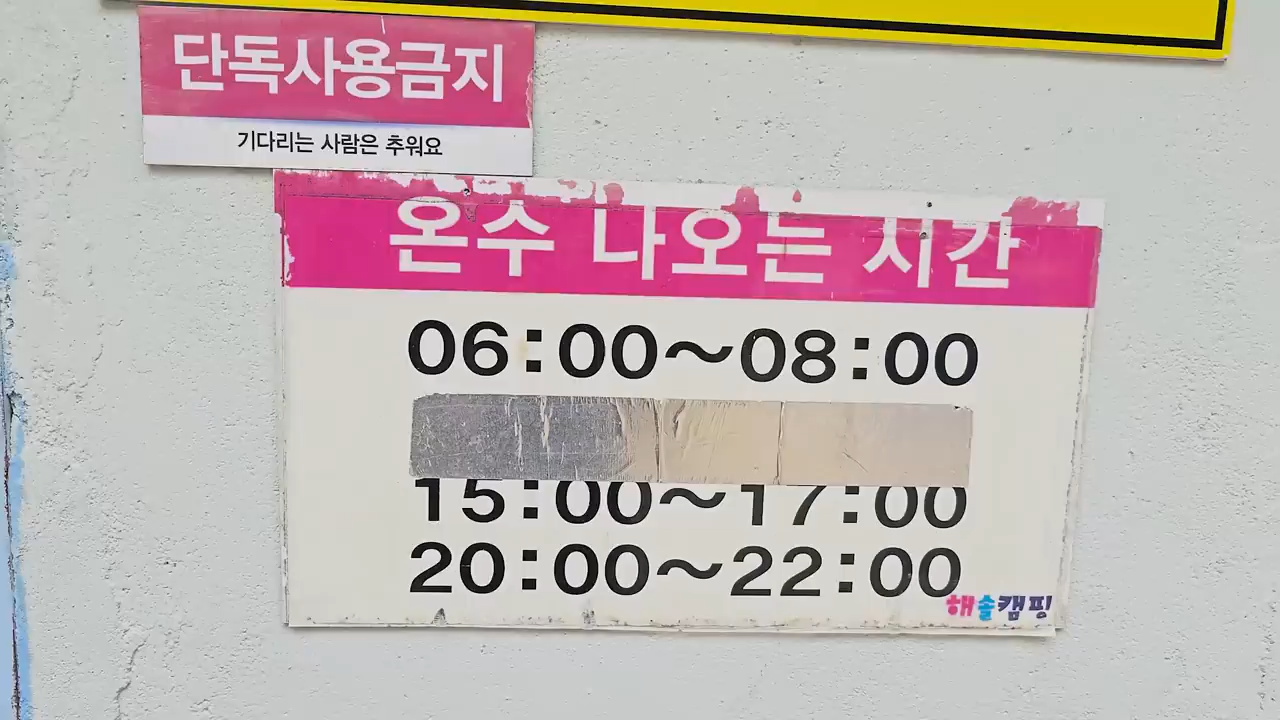 단독사용금지
기다리는 사람은 추워요
온수 나오는 시간
06:00~08:00
15:00~17:00
20:00~22:00
해솔캠핑